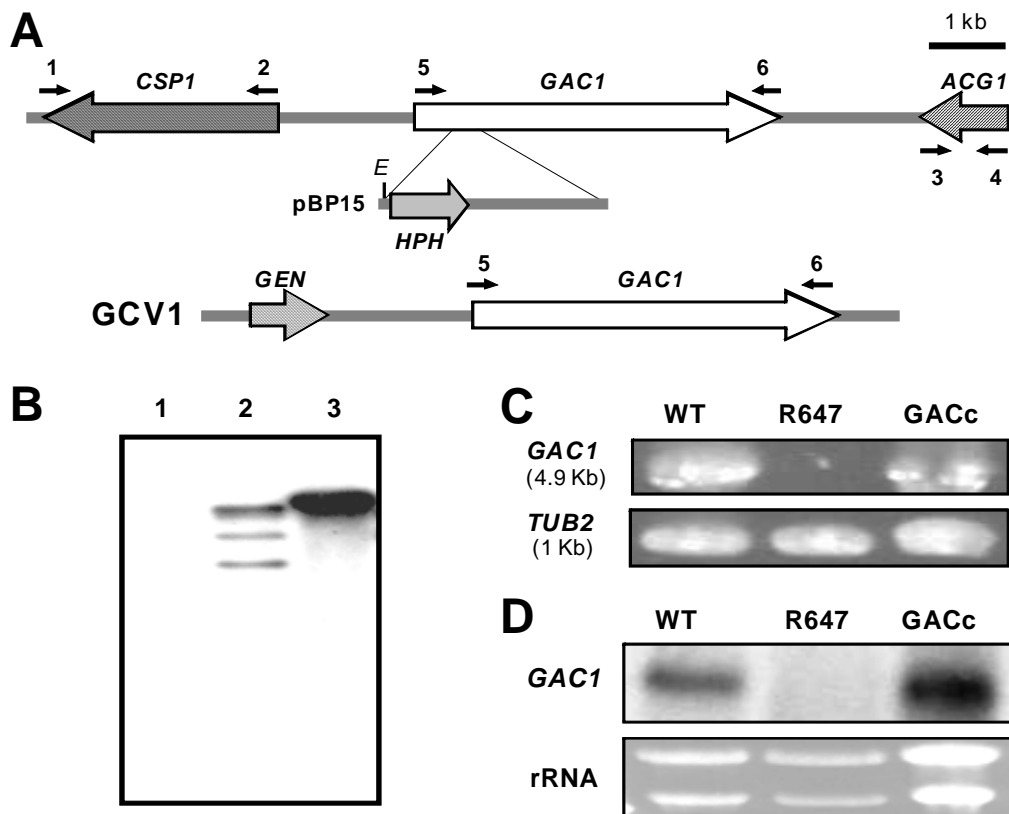 A
1 kb
1 CSP1 2 5 GAC1 6 ACG1
3 4
E
pBP15
HPH
GEN 5 GAC1 6
GCV1
B
1 2 3
C
WT R647 GACc
GAC1
(4.9 Kb)
TUB2
(1 Kb)
D
WT R647 GACc
GAC1
rRNA